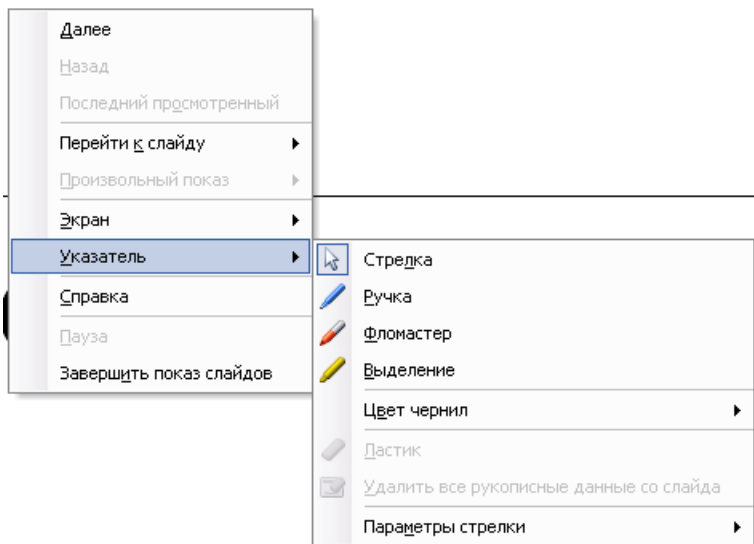 Далее
Назад
Последний просмотренный
Перейти к слайду
Произвольный показ
Экран
Указатель
Справка
Пауза
Завершить показ слайдов
Стрелка
Ручка
Фломастер
Выделение
Цвет чернил
Ластик
Удалить все рукописные данные со слайда
Параметры стрелки